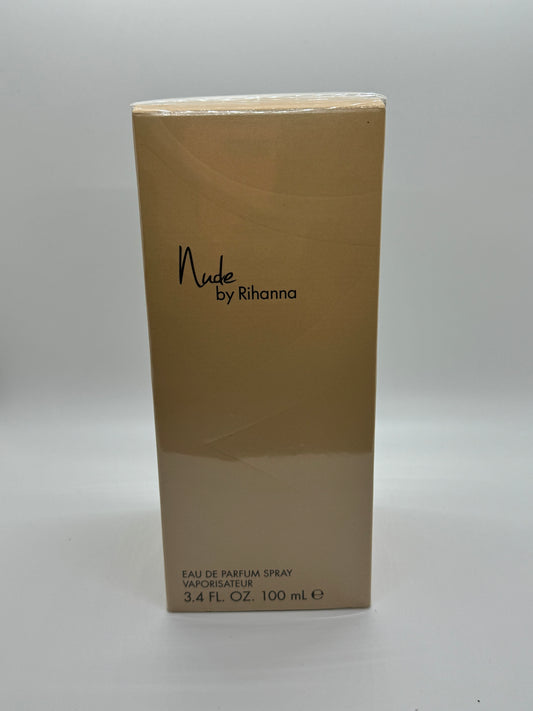 Nude
by Rihanna
EAU DE PARFUM SPRAY
VAPORISATEUR
3.4 FL. OZ. 100 mL ℮